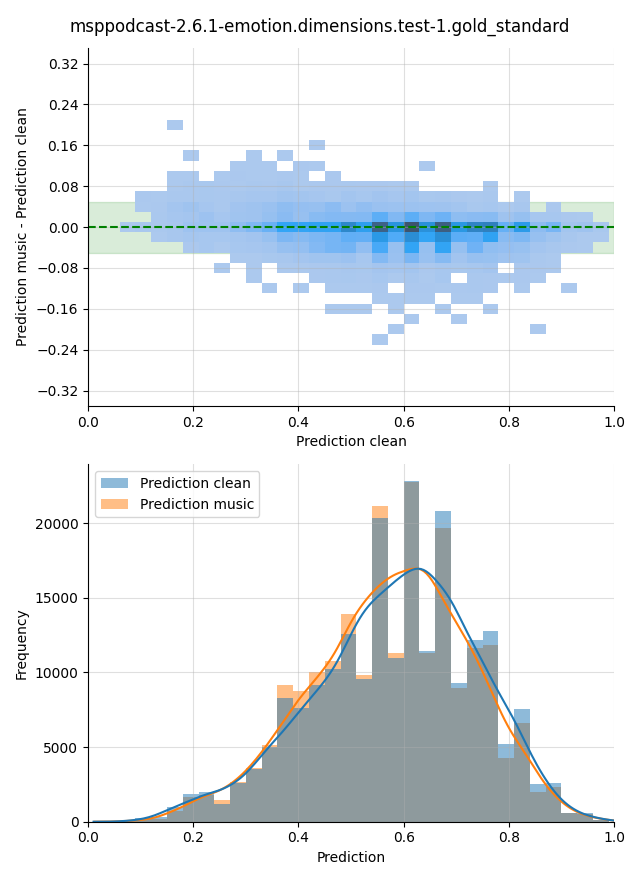 msppodcast-2.6.1-emotion.dimensions.test-1.gold_standard
0.32
0.24
0.16
0.08
0.00
−0.08
−0.16
−0.24
−0.32
Prediction music - Prediction clean
0.0 0.2 0.4 0.6 0.8 1.0
Prediction clean
Prediction clean
Prediction music
20000
15000
10000
5000
0
Frequency
0.0 0.2 0.4 0.6 0.8 1.0
Prediction